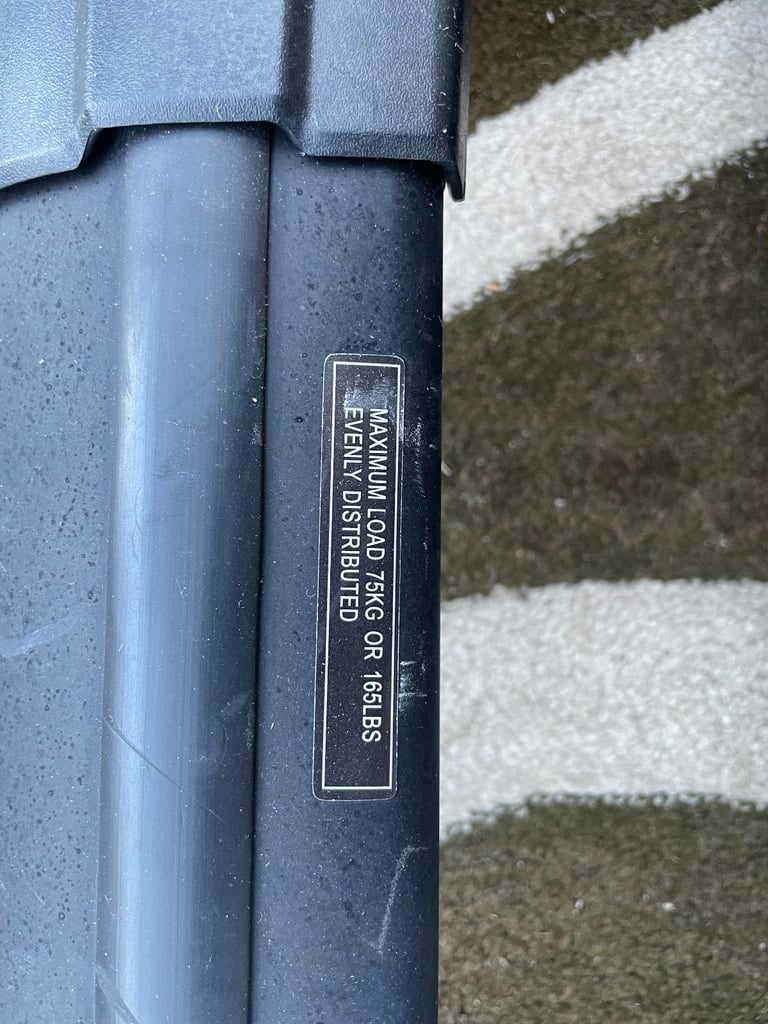 MAXIMUM LOAD 75KG OR 165LBS
EVENLY DISTRIBUTED